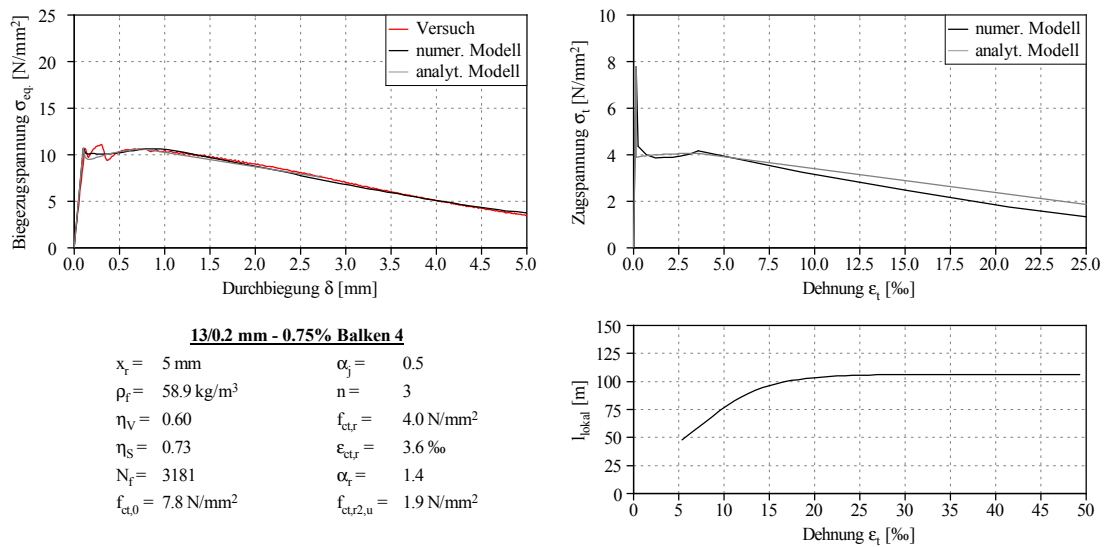 Biegezugspannung σeq. [N/mm²]
25
20
15
10
5
0
0.0 0.5 1.0 1.5 2.0 2.5 3.0 3.5 4.0 4.5 5.0
Durchbiegung δ [mm]
Versuch
numer. Modell
analyt. Modell
Zugspannung σt [N/mm²]
10
8
6
4
2
0
0.0 2.5 5.0 7.5 10.0 12.5 15.0 17.5 20.0 22.5 25.0
Dehnung εt [‰]
numer. Modell
analyt. Modell
13/0.2 mm - 0.75% Balken 4
xr = 5 mm αj = 0.5
ρf = 58.9 kg/m³ n = 3
ηV = 0.60 fct,r = 4.0 N/mm²
ηS = 0.73 εct,r = 3.6 ‰
Nf = 3181 αr = 1.4
fct,0 = 7.8 N/mm² fct,r2,u = 1.9 N/mm²
llokal [m]
150
125
100
75
50
25
0
0 5 10 15 20 25 30 35 40 45 50
Dehnung εt [‰]